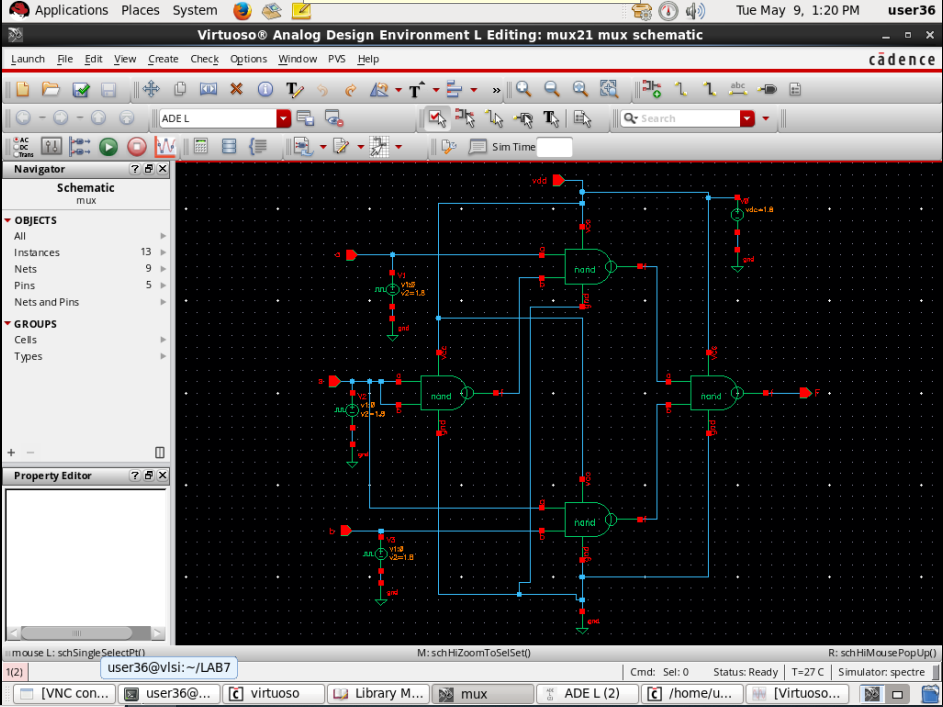 Applications Places System Tue May 9, 1:20 PM user36
Virtuoso® Analog Design Environment L Editing: mux21 mux schematic
Launch File Edit View Create Check Options Window PVS Help cādence
T T » abc
ADE L T Search
AC
DC
Trans
Sim Time
Navigator ?
Schematic
mux
OBJECTS
All
Instances 13
Nets 9
Pins 5
Nets and Pins
GROUPS
Cells
Types
Property Editor ?
vdd
vdc=1.8
gnd
a
nand
v1:0
v2=1.8
gnd
s
nand
nand
F
v1:0
v2=1.8
gnd
b
nand
v1:0
v2=1.8
gnd
gnd
mouse L: schSingleSelectPt() M: schHiZoomToSelSet() R: schHiMousePopUp()
user36@vlsi:~/LAB7
1(2) Cmd: Sel: 0 Status: Ready T=27 C Simulator: spectre
[VNC con... user36@... virtuoso Library M... mux ADE L (2) /home/u... [Virtuoso...